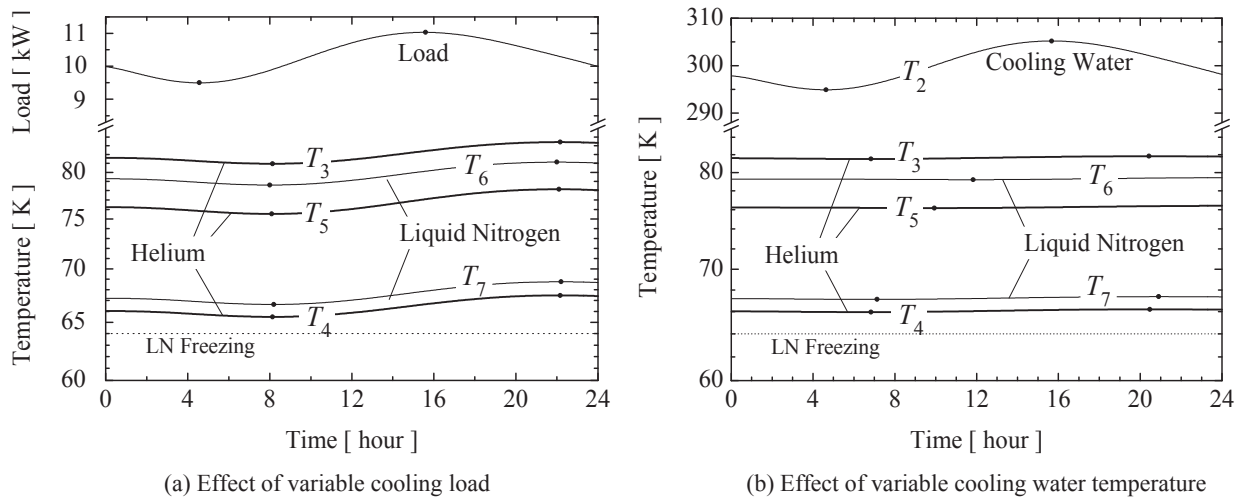 Load [ kW ]
Temperature [ K ]
11
10
9
80
75
70
65
60
Load
T3
T6
T5
Helium
Liquid Nitrogen
T7
T4
LN Freezing
0 4 8 12 16 20 24
Time [ hour ]
(a) Effect of variable cooling load
Temperature [ K ]
310
300
290
80
70
60
T2
Cooling Water
T3
T6
T5
Helium
Liquid Nitrogen
T7
T4
LN Freezing
0 4 8 12 16 20 24
Time [ hour ]
(b) Effect of variable cooling water temperature